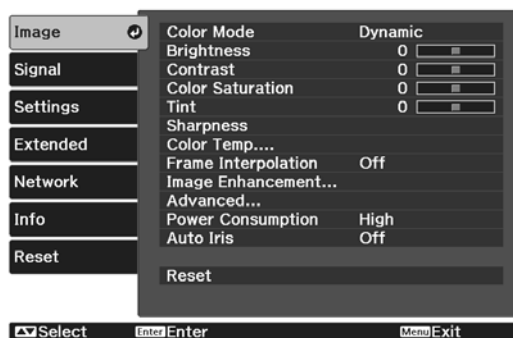 Image
Signal
Settings
Extended
Network
Info
Reset
Color Mode Dynamic
Brightness 0
Contrast 0
Color Saturation 0
Tint 0
Sharpness
Color Temp....
Frame Interpolation Off
Image Enhancement...
Advanced...
Power Consumption High
Auto Iris Off
Reset
Select Enter Enter Menu Exit